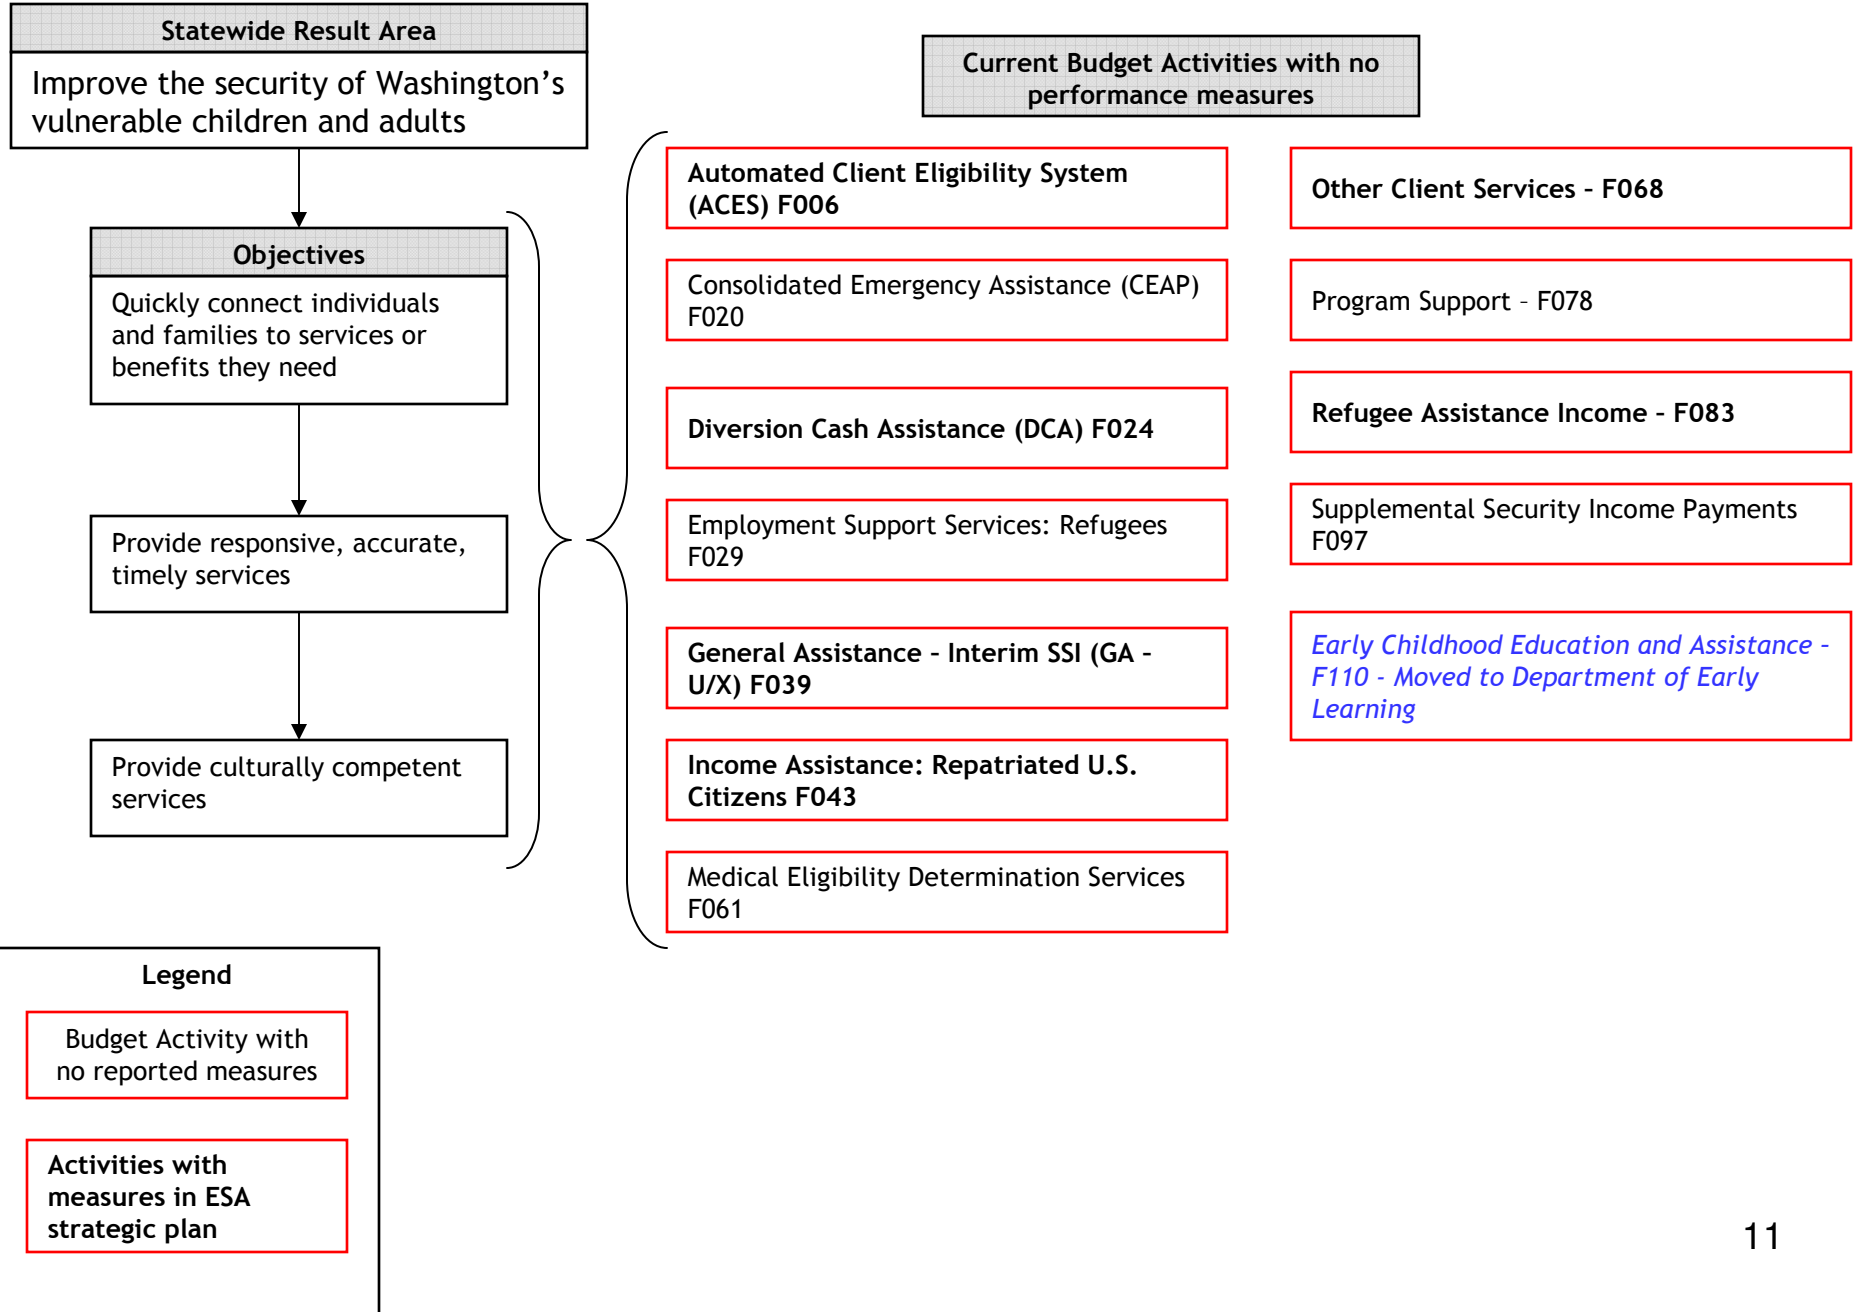 Statewide Result Area
Improve the security of Washington’s
vulnerable children and adults
Objectives
Quickly connect individuals
and families to services or
benefits they need
Provide responsive, accurate,
timely services
Provide culturally competent
services
Current Budget Activities with no
performance measures
Automated Client Eligibility System
(ACES) F006
Consolidated Emergency Assistance (CEAP)
F020
Diversion Cash Assistance (DCA) F024
Employment Support Services: Refugees
F029
General Assistance – Interim SSI (GA –
U/X) F039
Income Assistance: Repatriated U.S.
Citizens F043
Medical Eligibility Determination Services
F061
Other Client Services – F068
Program Support – F078
Refugee Assistance Income – F083
Supplemental Security Income Payments
F097
Early Childhood Education and Assistance –
F110 - Moved to Department of Early
Learning
Legend
Budget Activity with
no reported measures
Activities with
measures in ESA
strategic plan
11